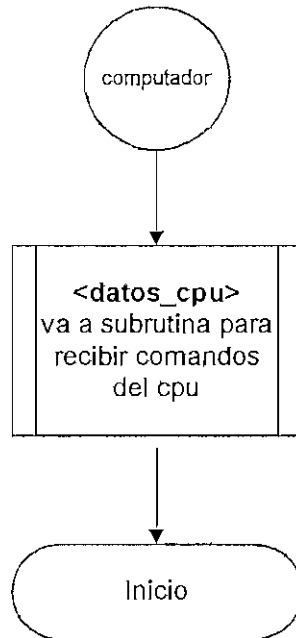 computador
<datos_cpu>
va a subrutina para
recibir comandos
del cpu
Inicio